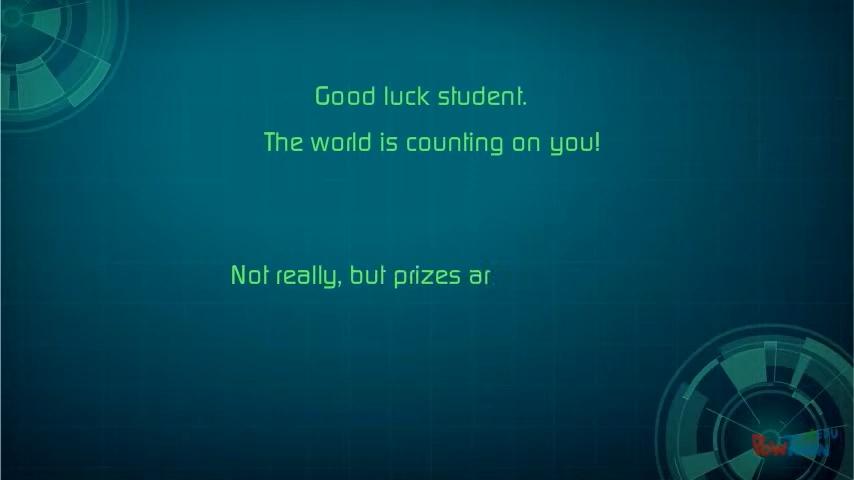 Good luck student.
The world is counting on you!
Not really, but prizes ar